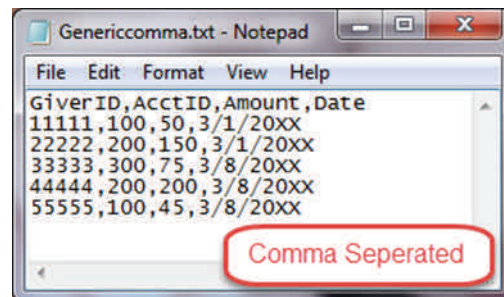 Genericcomma.txt - Notepad
File Edit Format View Help
GiverID,AcctID,Amount,Date
11111,100,50,3/1/20XX
22222,200,150,3/1/20XX
33333,300,75,3/8/20XX
44444,200,200,3/8/20XX
55555,100,45,3/8/20XX
Comma Seperated